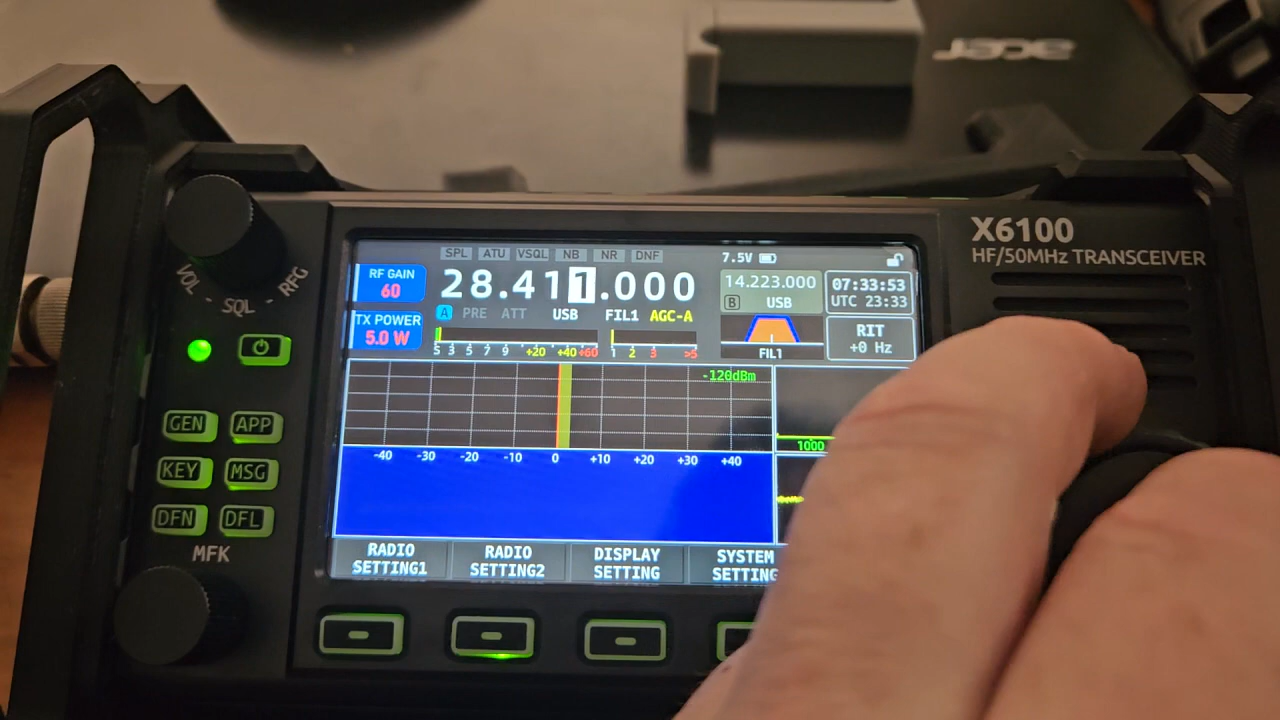 acer
X6100
HF/50MHz TRANSCEIVER
VOL - SQL - RFG
GEN APP
KEY MSG
DFN DFL
MFK
SPL ATU VSQL NB NR DNF
7.5V
RF GAIN
60
28.411.000
14.223.000
B USB
07:33:53
UTC 23:33
TX POWER
5.0 W
A PRE ATT USB FIL1 AGC-A
S 3 5 7 9 +20 +40 +60 1 2 3 >5
FIL1
RIT
+0 Hz
-120dBm
1000
-40 -30 -20 -10 0 +10 +20 +30 +40
RADIO SETTING1
RADIO SETTING2
DISPLAY SETTING
SYSTEM SETTING